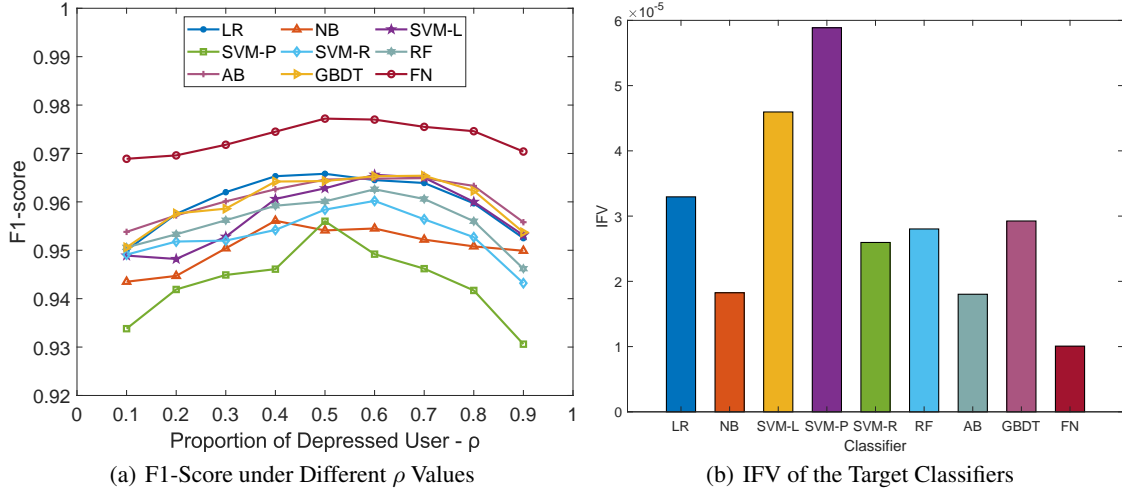 1
0.99
0.98
0.97
0.96
0.95
0.94
0.93
0.92
F1-score
LR NB SVM-L
SVM-P SVM-R RF
AB GBDT FN
0 0.1 0.2 0.3 0.4 0.5 0.6 0.7 0.8 0.9 1
Proportion of Depressed User - ρ
(a) F1-Score under Different ρ Values
6 ×10-5
5
4
3
2
1
0
IFV
LR NB SVM-L SVM-P SVM-R RF AB GBDT FN
Classifier
(b) IFV of the Target Classifiers